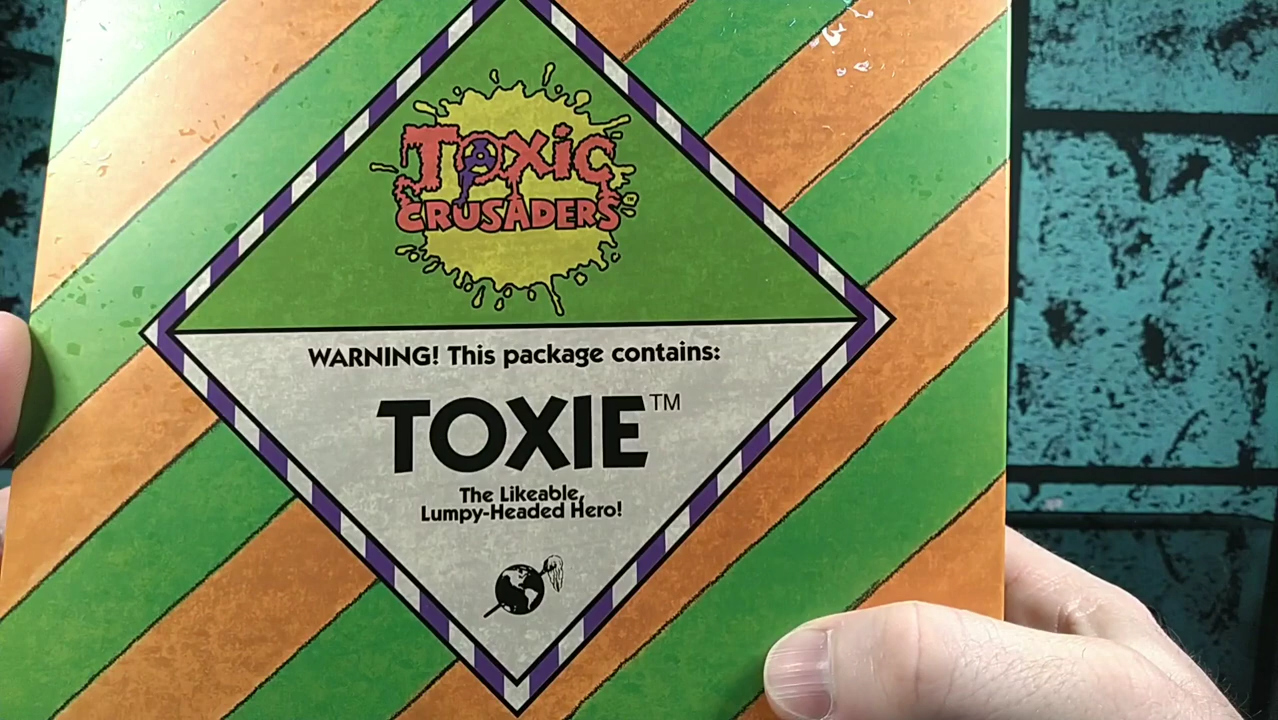 TOXIC
CRUSADERS
WARNING! This package contains:
TOXIE™
The Likeable,
Lumpy-Headed Hero!